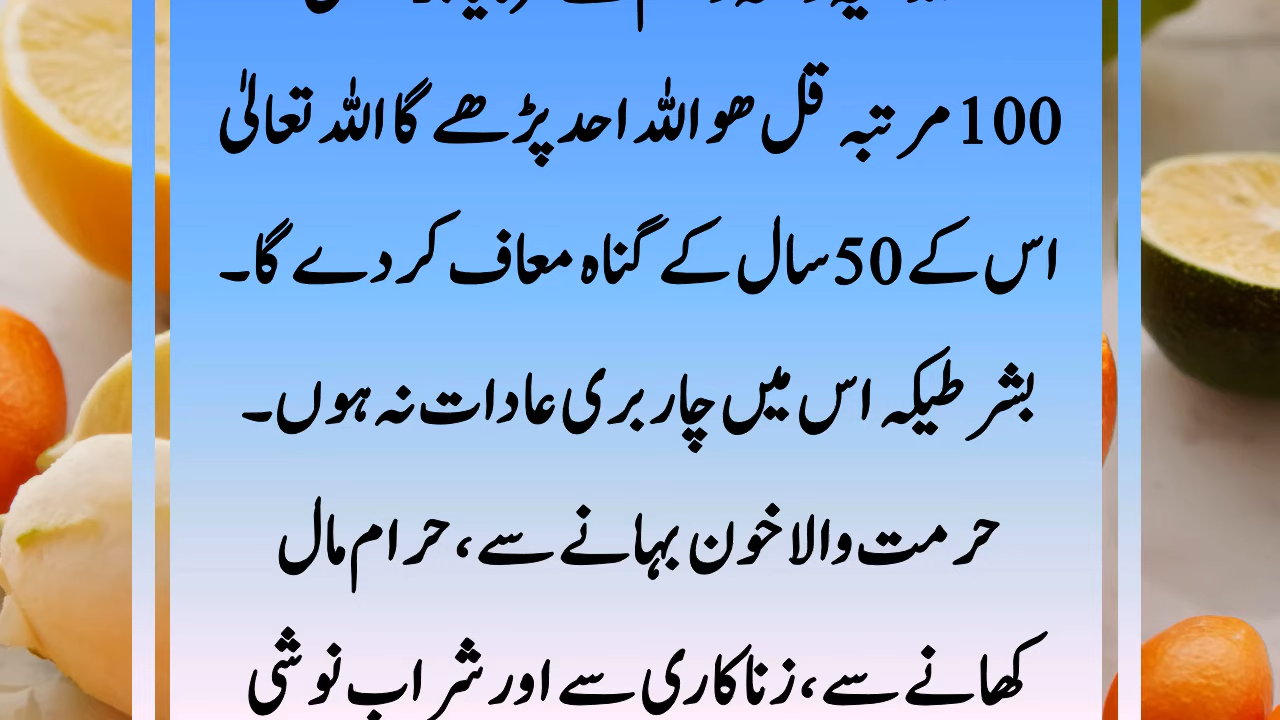 100 مرتبہ قل ھو اللہ احد پڑھے گا اللہ تعالیٰ
اس کے 50 سال کے گناہ معاف کر دے گا۔
بشرطیکہ اس میں چار بری عادات نہ ہوں۔
حرمت والا خون بہانے سے، حرام مال
کھانے سے، زناکاری سے اور شراب نوشی